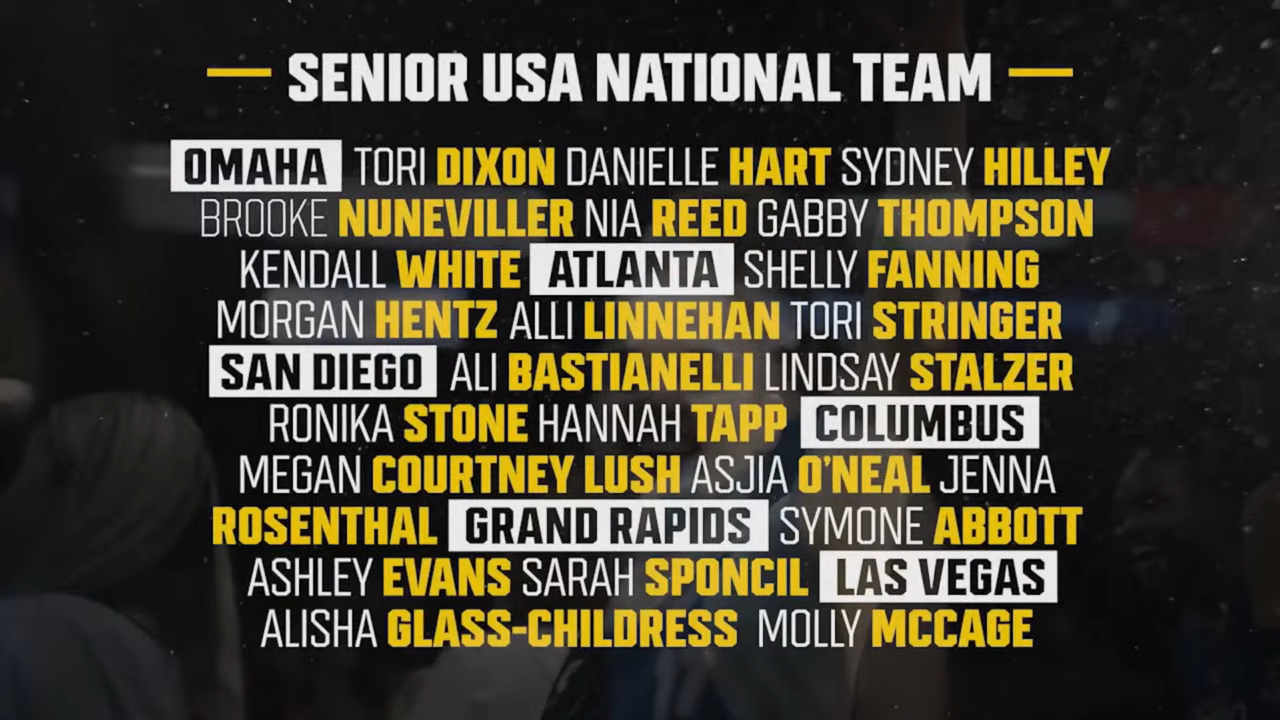 SENIOR USA NATIONAL TEAM
OMAHA TORI DIXON DANIELLE HART SYDNEY HILLEY
BROOKE NUNEVILLER NIA REED GABBY THOMPSON
KENDALL WHITE ATLANTA SHELLY FANNING
MORGAN HENTZ ALLI LINNEHAN TORI STRINGER
SAN DIEGO ALI BASTIANELLI LINDSAY STALZER
RONIKA STONE HANNAH TAPP COLUMBUS
MEGAN COURTNEY LUSH ASJIA O'NEAL JENNA
ROSENTHAL GRAND RAPIDS SYMONE ABBOTT
ASHLEY EVANS SARAH SPONCIL LAS VEGAS
ALISHA GLASS-CHILDRESS MOLLY MCCAGE